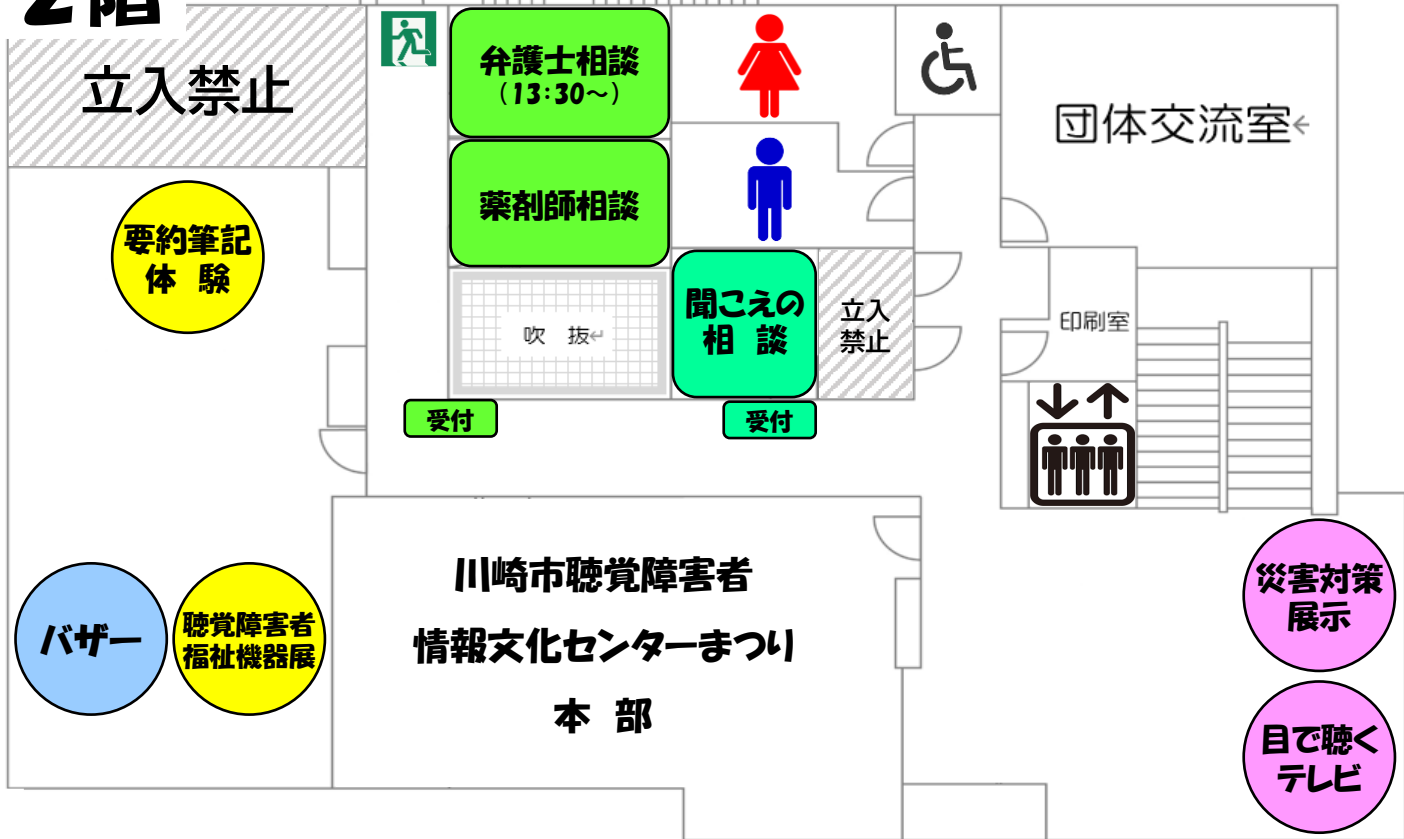 2階
立入禁止
弁護士相談
(13:30～)
薬剤師相談
団体交流室
要約筆記
体 験
吹 抜
聞こえの
相 談
立入
禁止
印刷室
受付
受付
バザー
聴覚障害者
福祉機器展
川崎市聴覚障害者
情報文化センターまつり
本 部
災害対策
展示
目で聴く
テレビ